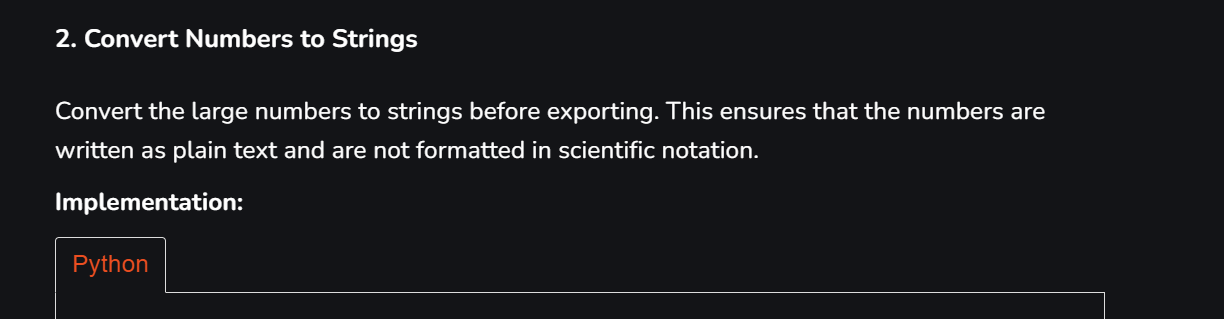 2. Convert Numbers to Strings
Convert the large numbers to strings before exporting. This ensures that the numbers are
written as plain text and are not formatted in scientific notation.
Implementation:
Python